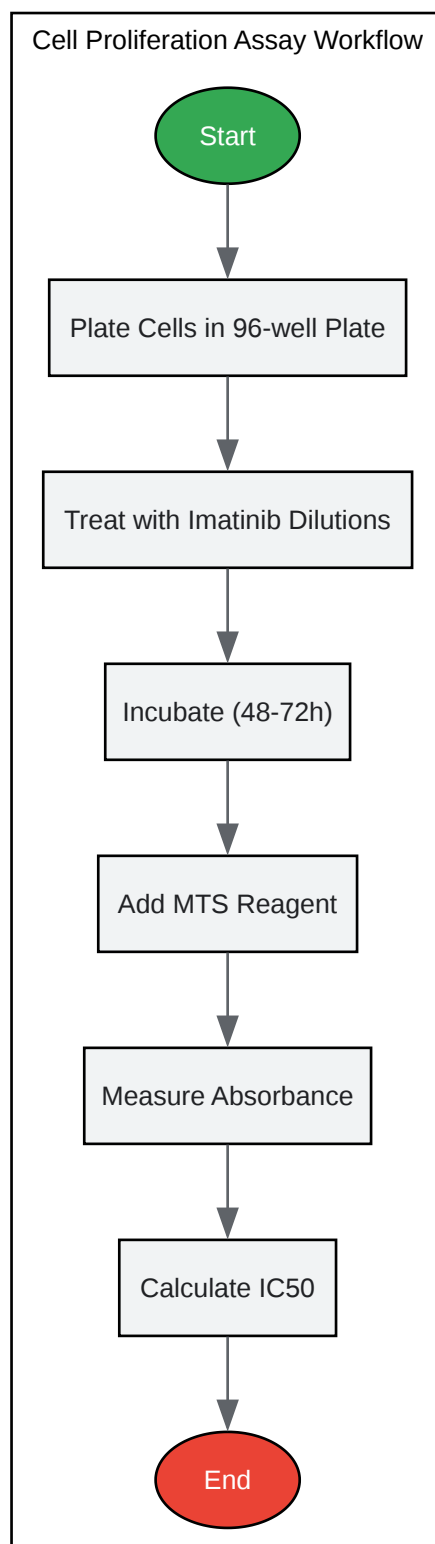 Cell Proliferation Assay Workflow
Start
Plate Cells in 96-well Plate
Treat with Imatinib Dilutions
Incubate (48-72h)
Add MTS Reagent
Measure Absorbance
Calculate IC50
End